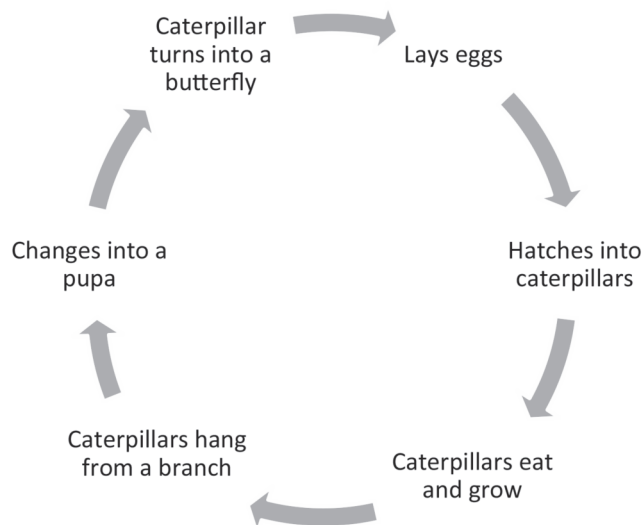 Caterpillar
turns into a
butterfly
Lays eggs
Hatches into
caterpillars
Caterpillars eat
and grow
Caterpillars hang
from a branch
Changes into a
pupa